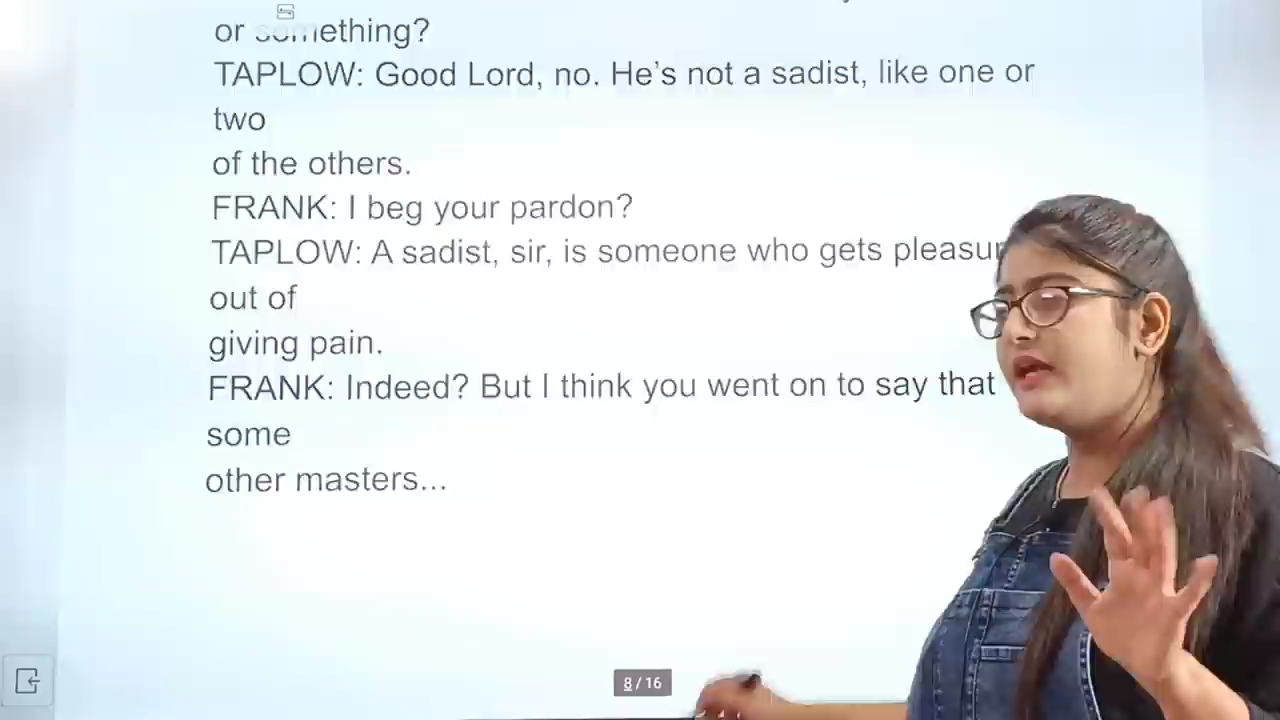 or something?
TAPLOW: Good Lord, no. He's not a sadist, like one or
two
of the others.
FRANK: I beg your pardon?
TAPLOW: A sadist, sir, is someone who gets pleasur
out of
giving pain.
FRANK: Indeed? But I think you went on to say that
some
other masters...
8 / 16